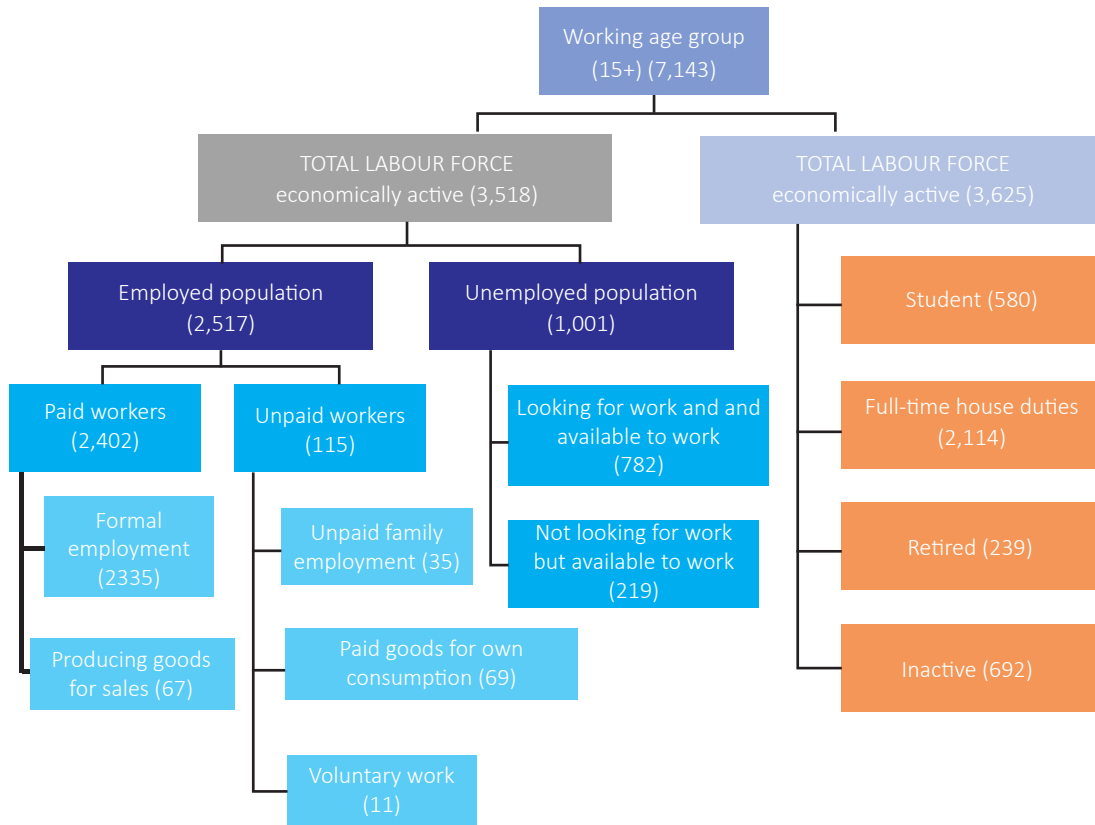 Working age group
(15+) (7,143)
TOTAL LABOUR FORCE
economically active (3,518)
TOTAL LABOUR FORCE
economically active (3,625)
Employed population
(2,517)
Unemployed population
(1,001)
Student (580)
Paid workers
(2,402)
Unpaid workers
(115)
Looking for work and and
available to work
(782)
Full-time house duties
(2,114)
Formal
employment
(2335)
Unpaid family
employment (35)
Not looking for work
but available to work
(219)
Retired (239)
Producing goods
for sales (67)
Paid goods for own
consumption (69)
Inactive (692)
Voluntary work
(11)